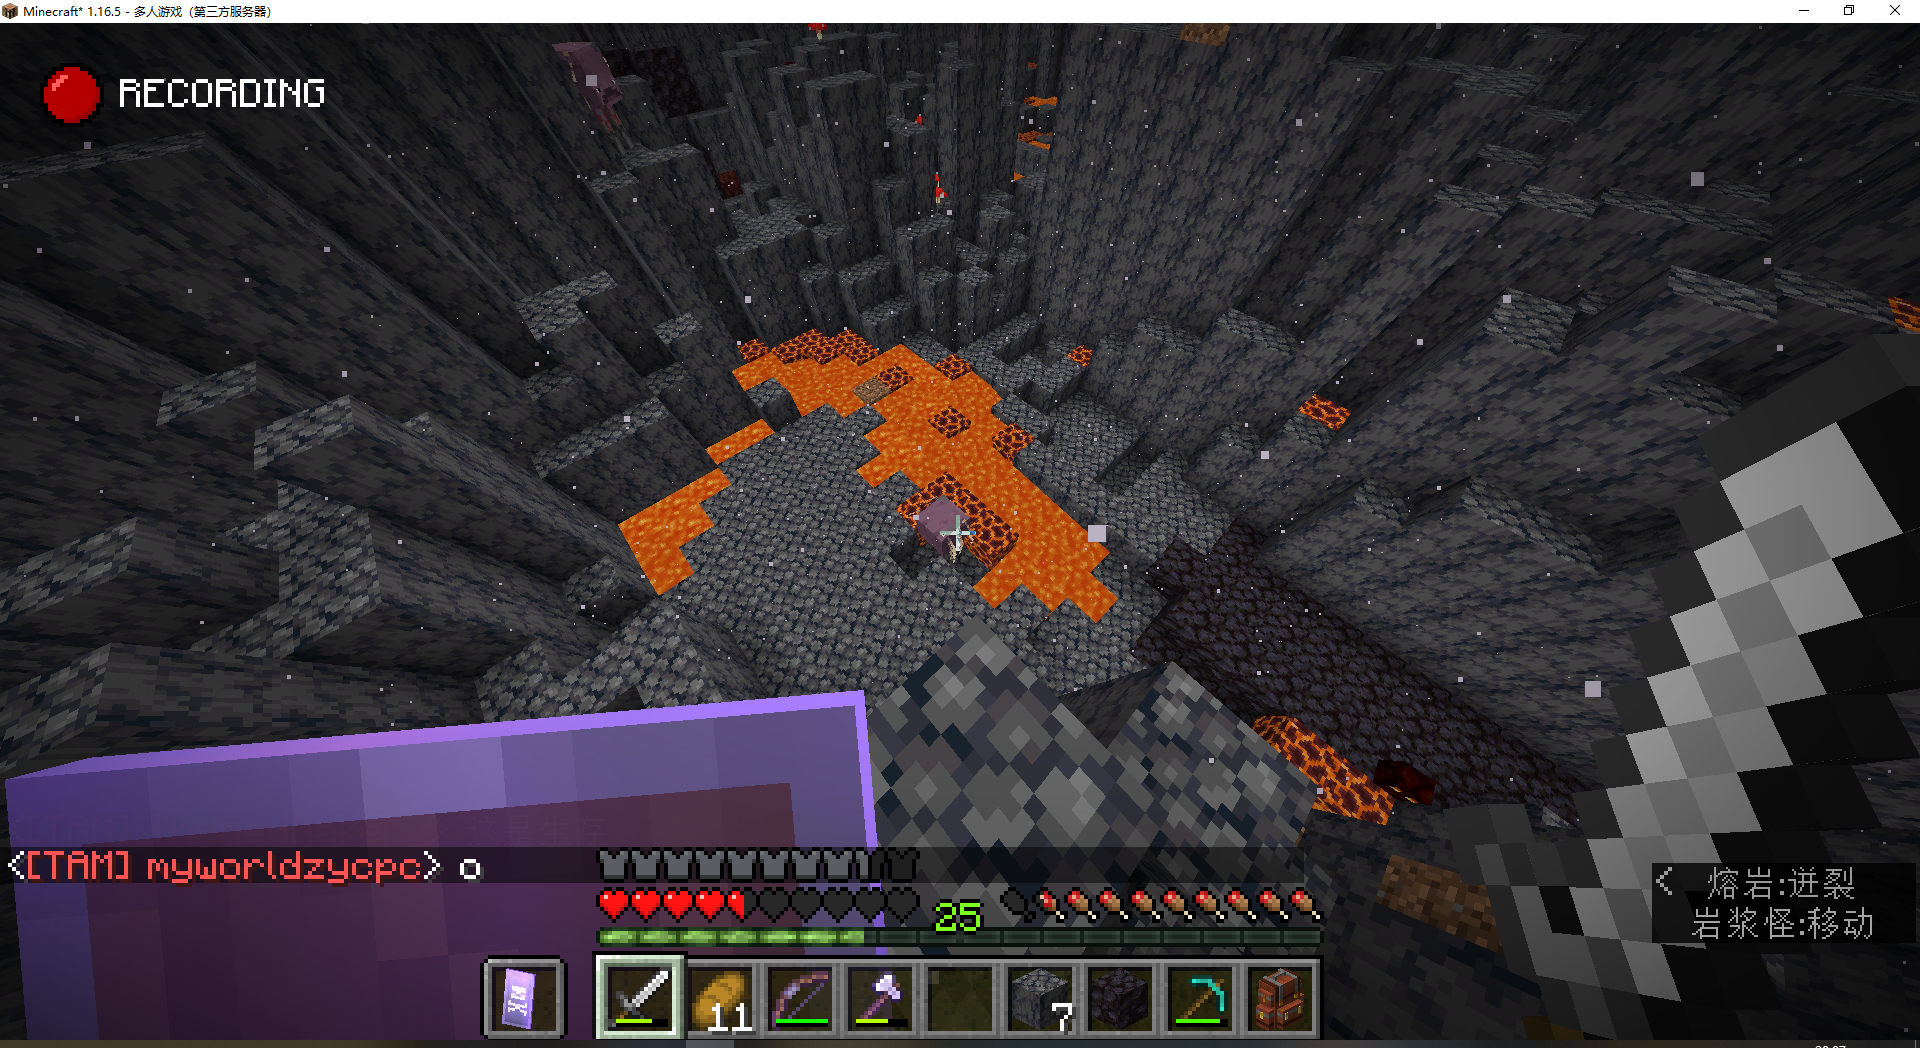 Minecraft* 1.16.5 - 多人游戏（第三方服务器）
RECORDING
<[TAM] myworldzycpc> o
25
< 熔岩:迸裂
岩浆怪:移动
MK
11
7